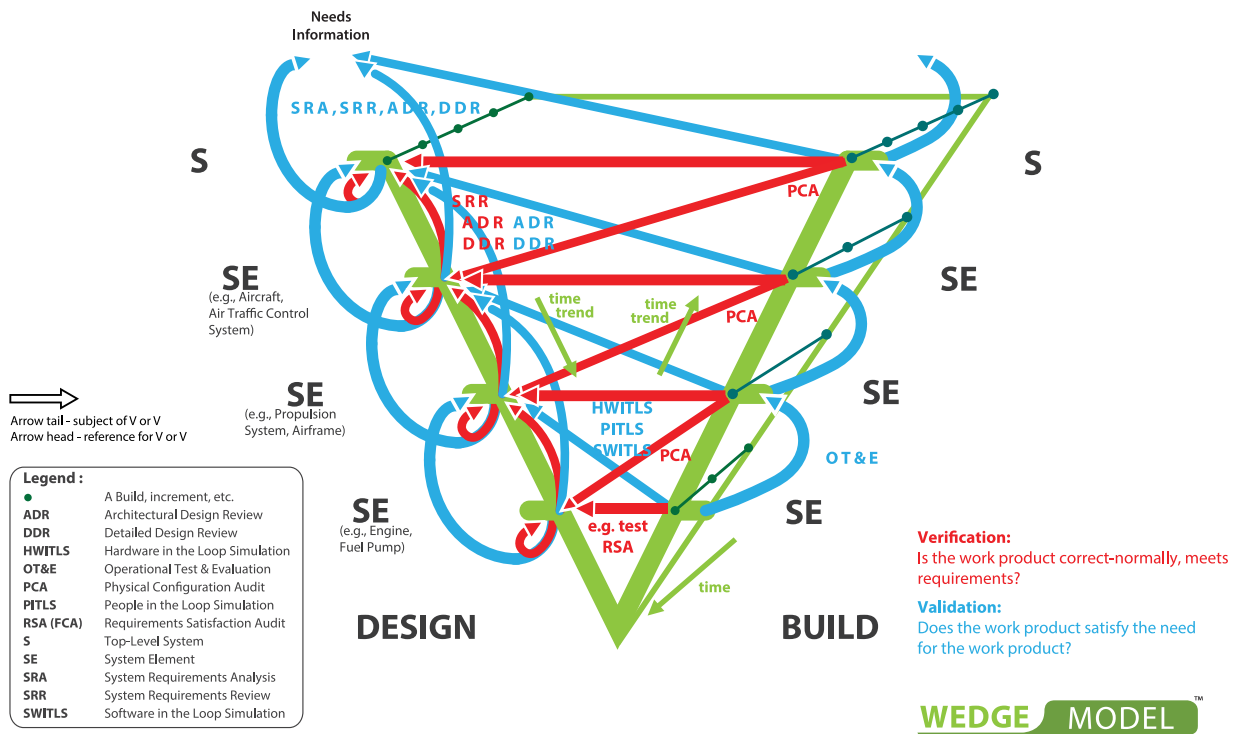 Needs
Information
SRA,SRR,ADR,DDR
S
S
PCA
SRR
ADR ADR
DDR DDR
SE
(e.g., Aircraft,
Air Traffic Control
System)
SE
time
trend
time
trend
PCA
SE
(e.g., Propulsion
System, Airframe)
SE
HWITLS
PITLS
SWITLS
PCA
OT&E
Arrow tail - subject of V or V
Arrow head - reference for V or V
SE
(e.g., Engine,
Fuel Pump)
SE
e.g. test
RSA
time
DESIGN
BUILD
Legend :
A Build, increment, etc.
ADR Architectural Design Review
DDR Detailed Design Review
HWITLS Hardware in the Loop Simulation
OT&E Operational Test & Evaluation
PCA Physical Configuration Audit
PITLS People in the Loop Simulation
RSA (FCA) Requirements Satisfaction Audit
S Top-Level System
SE System Element
SRA System Requirements Analysis
SRR System Requirements Review
SWITLS Software in the Loop Simulation
Verification:
Is the work product correct-normally, meets
requirements?
Validation:
Does the work product satisfy the need
for the work product?
WEDGE MODEL™